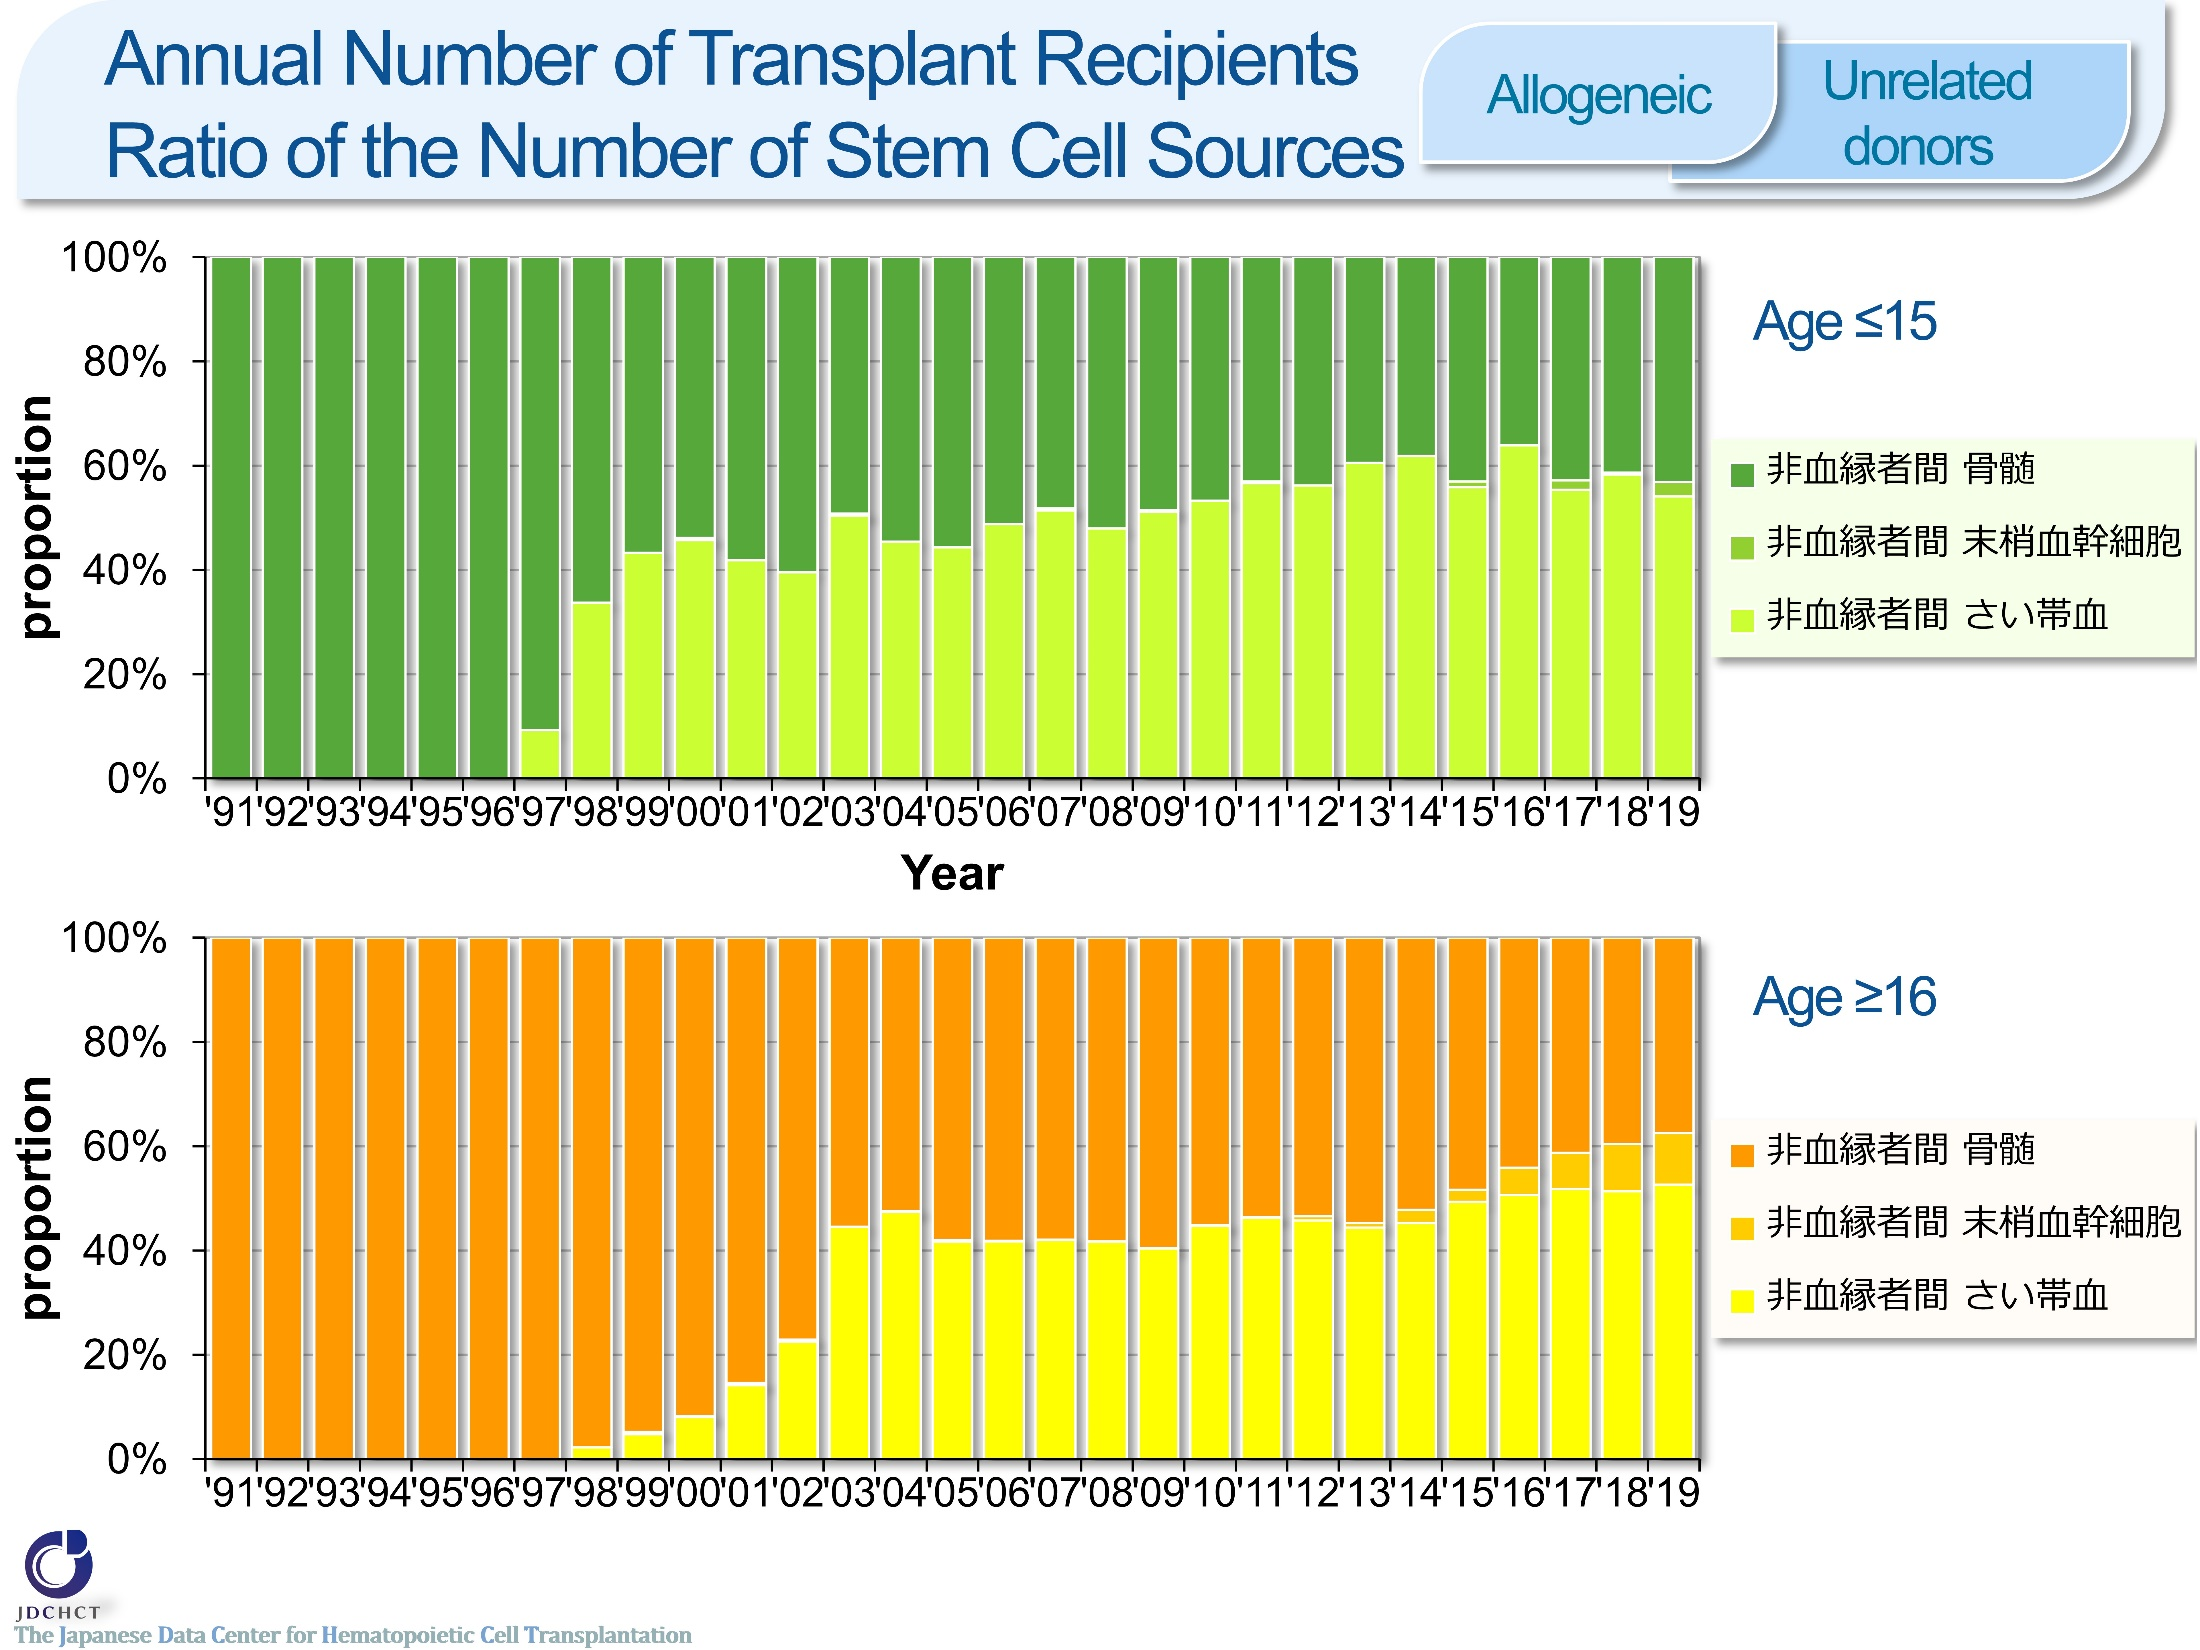 Annual Number of Transplant Recipients
Ratio of the Number of Stem Cell Sources
Allogeneic
Unrelated
donors
100%
80%
60%
40%
20%
0%
proportion
'91 '92 '93 '94 '95 '96 '97 '98 '99 '00 '01 '02 '03 '04 '05 '06 '07 '08 '09 '10 '11 '12 '13 '14 '15 '16 '17 '18 '19
Year
Age ≤15
非血縁者間 骨髄
非血縁者間 末梢血幹細胞
非血縁者間 さい帯血
100%
80%
60%
40%
20%
0%
proportion
'91 '92 '93 '94 '95 '96 '97 '98 '99 '00 '01 '02 '03 '04 '05 '06 '07 '08 '09 '10 '11 '12 '13 '14 '15 '16 '17 '18 '19
Age ≥16
非血縁者間 骨髄
非血縁者間 末梢血幹細胞
非血縁者間 さい帯血
JDCHCT
The Japanese Data Center for Hematopoietic Cell Transplantation